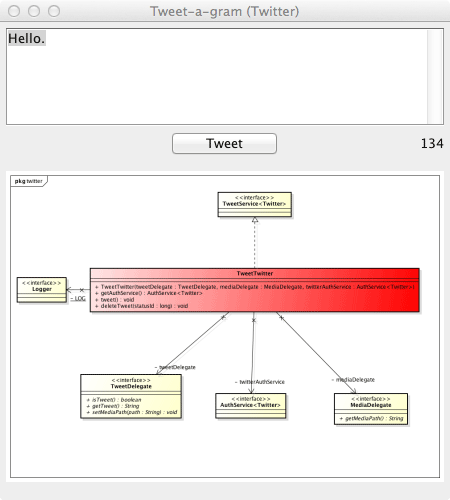 Tweet-a-gram (Twitter)
Hello.
Tweet
134
pkg twitter
<<interface>>
TweetService<Twitter>
<<interface>>
Logger
- LOG
TweetTwitter
+ TweetTwitter(tweetDelegate : TweetDelegate, mediaDelegate : MediaDelegate, twitterAuthService : AuthService<Twitter>)
+ getAuthService() : AuthService<Twitter>
+ tweet() : void
+ deleteTweet(statusId : long) : void
- tweetDelegate
- twitterAuthService
- mediaDelegate
<<interface>>
TweetDelegate
+ isTweet() : boolean
+ getTweet() : String
+ setMediaPath(path : String) : void
<<interface>>
AuthService<Twitter>
<<interface>>
MediaDelegate
+ getMediaPath() : String